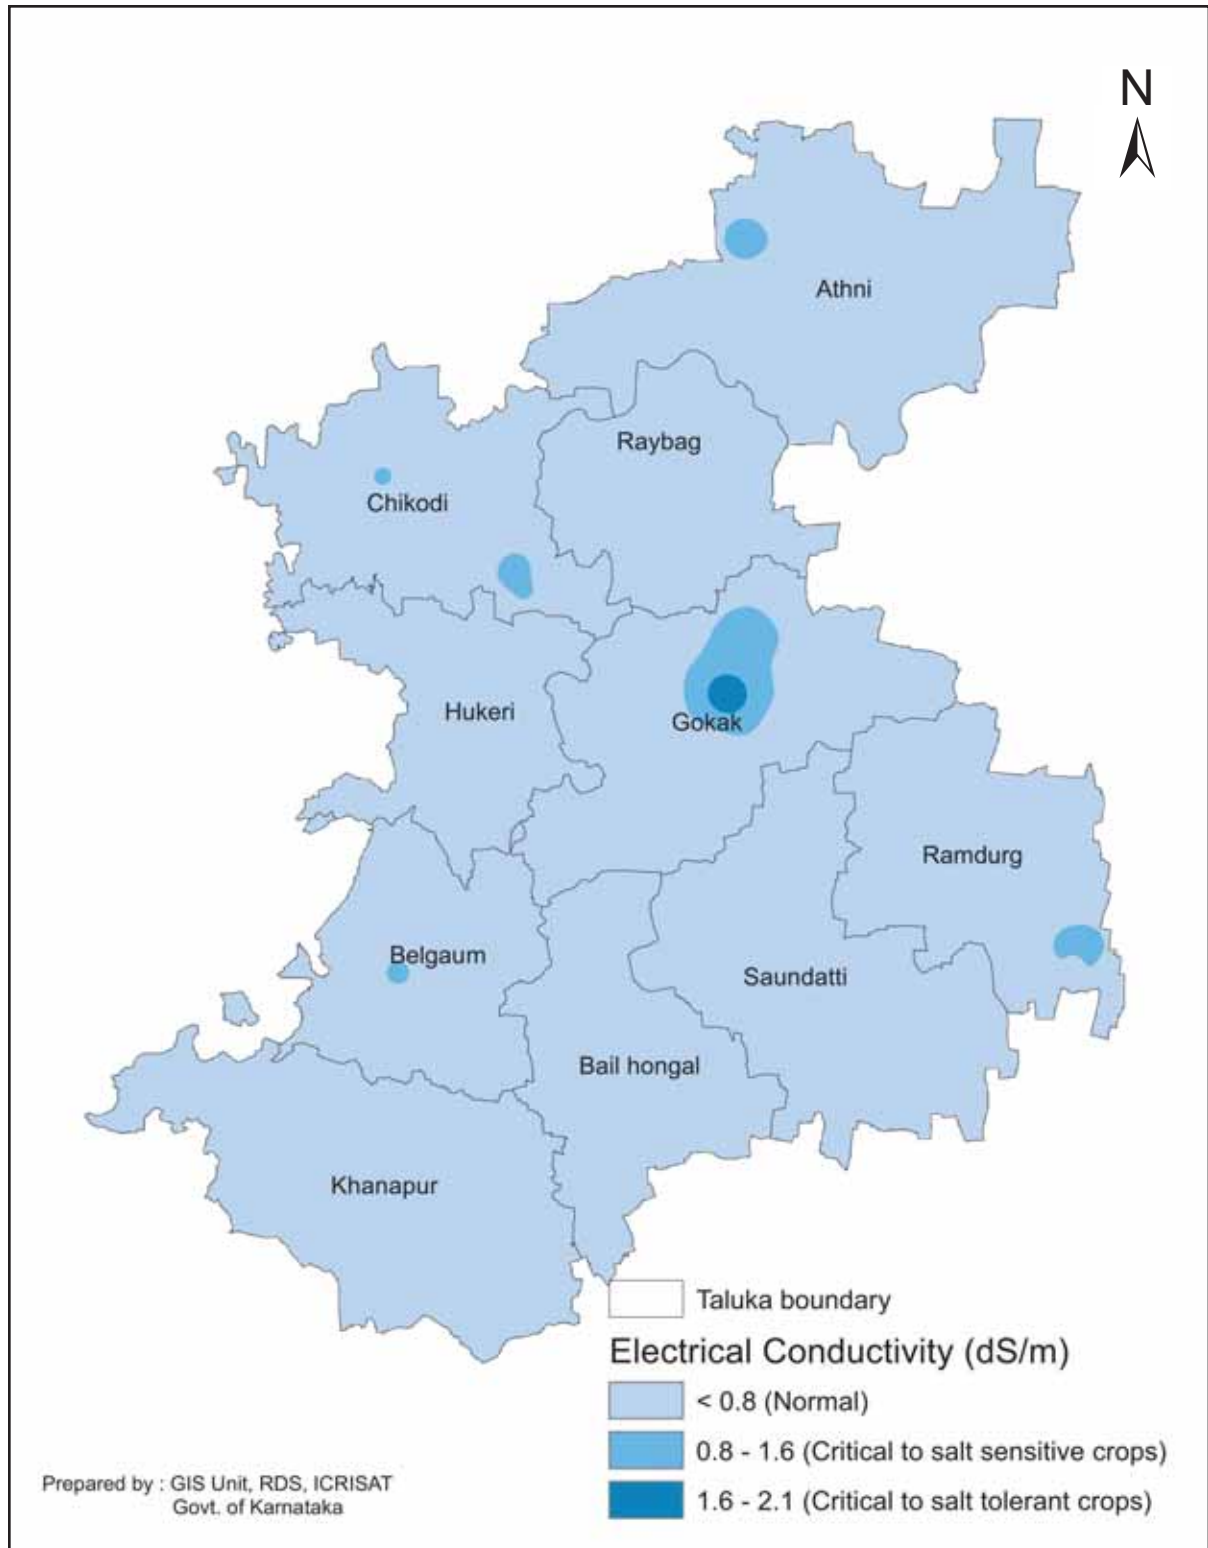 N
Athni
Raybag
Chikodi
Hukeri
Gokak
Ramdurg
Belgaum
Saundatti
Bail hongal
Khanapur
Taluka boundary
Electrical Conductivity (dS/m)
< 0.8 (Normal)
0.8 - 1.6 (Critical to salt sensitive crops)
1.6 - 2.1 (Critical to salt tolerant crops)
Prepared by : GIS Unit, RDS, ICRISAT
Govt. of Karnataka